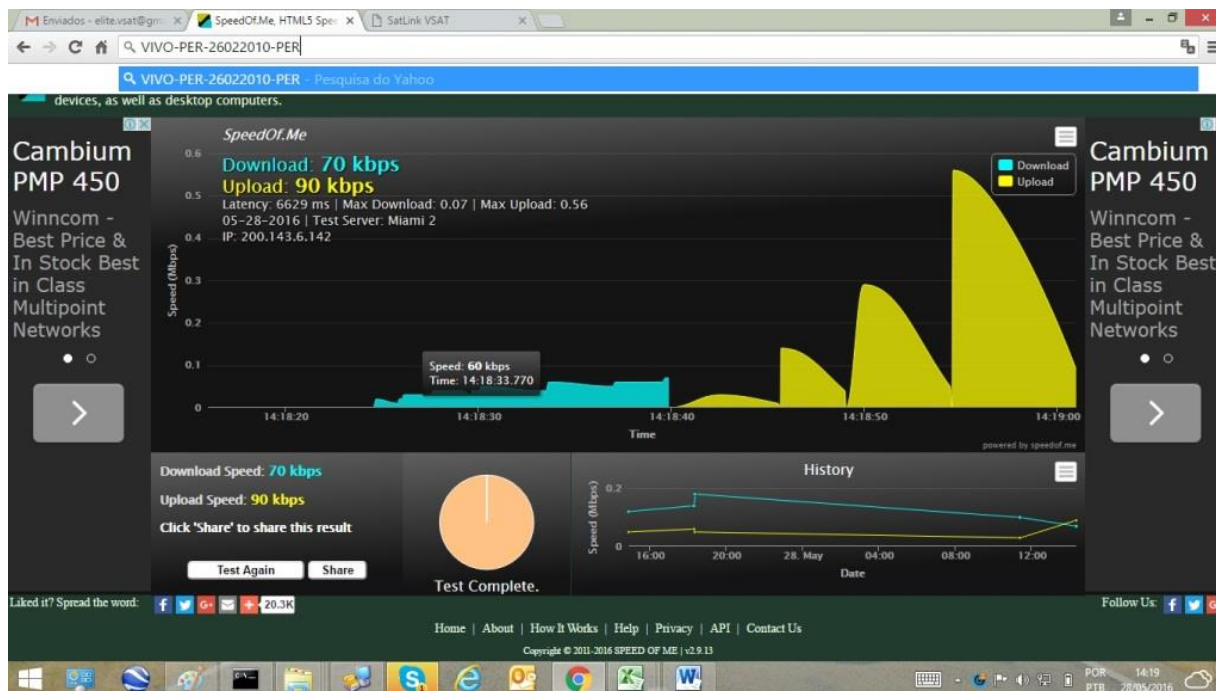 Enviados - elite.vsat@gm
SpeedOf.Me, HTML5 Spee
SatLink VSAT
VIVO-PER-26022010-PER
VIVO-PER-26022010-PER - Pesquisa do Yahoo
devices, as well as desktop computers.
Cambium
PMP 450
Winncom -
Best Price &
In Stock Best
in Class
Multipoint
Networks
SpeedOf.Me
Download: 70 kbps
Upload: 90 kbps
Latency: 6629 ms | Max Download: 0.07 | Max Upload: 0.56
05-28-2016 | Test Server: Miami 2
IP: 200.143.6.142
Download
Upload
Speed (Mbps)
0.6
0.5
0.4
0.3
0.2
0.1
0
Speed: 60 kbps
Time: 14:18:33.770
14:18:20 14:18:30 14:18:40 14:18:50 14:19:00
Time
powered by speedof.me
Cambium
PMP 450
Winncom -
Best Price &
In Stock Best
in Class
Multipoint
Networks
Download Speed: 70 kbps
Upload Speed: 90 kbps
Click 'Share' to share this result
Test Again Share
Test Complete.
History
Speed (Mbps)
0.2
0
16:00 20:00 28. May 04:00 08:00 12:00
Date
Liked it? Spread the word: 20.3K
Follow Us:
Home | About | How It Works | Help | Privacy | API | Contact Us
Copyright © 2011-2016 SPEED OF ME | v2.9.13
POR 14:19
PTB 28/05/2016